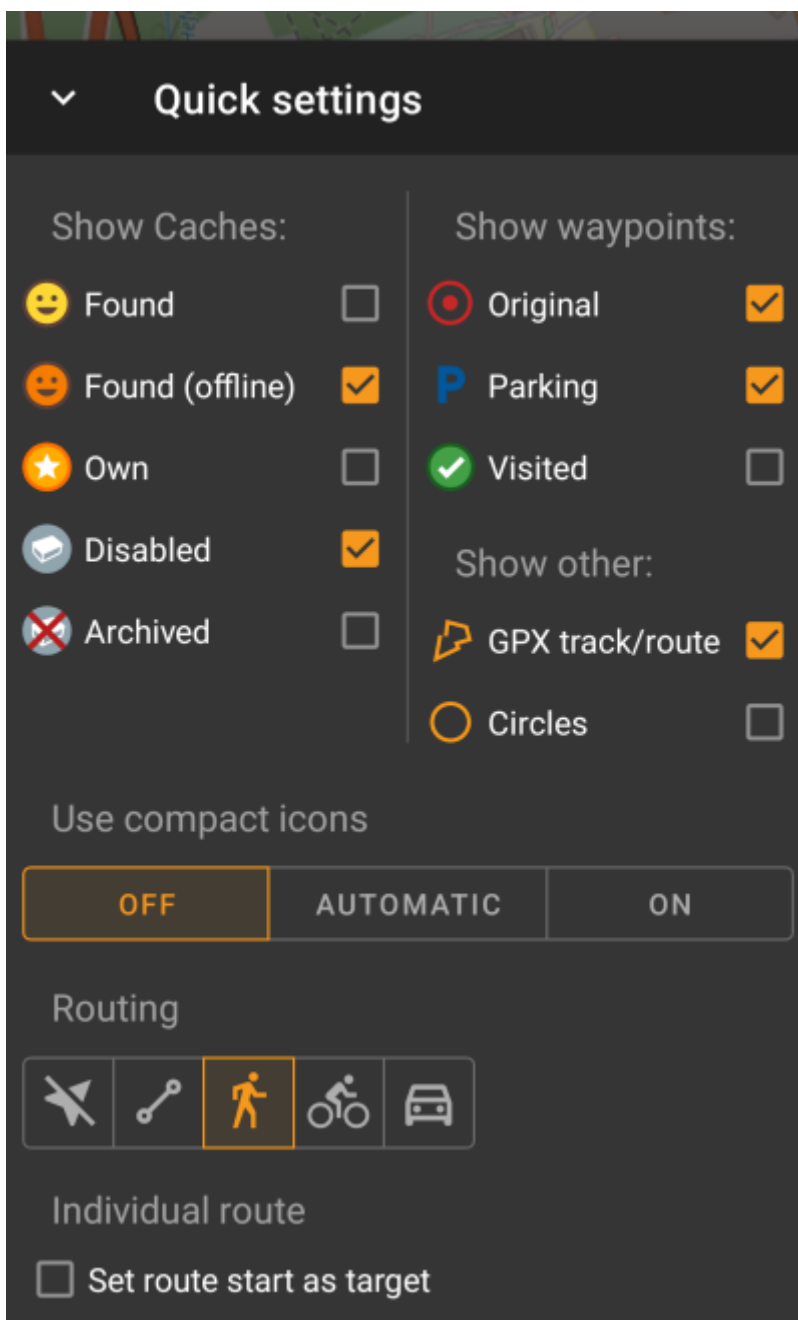 Quick settings
Show Caches:
Found
Found (offline)
Own
Disabled
Archived
Show waypoints:
Original
P Parking
Visited
Show other:
GPX track/route
Circles
Use compact icons
OFF AUTOMATIC ON
Routing
Individual route
Set route start as target